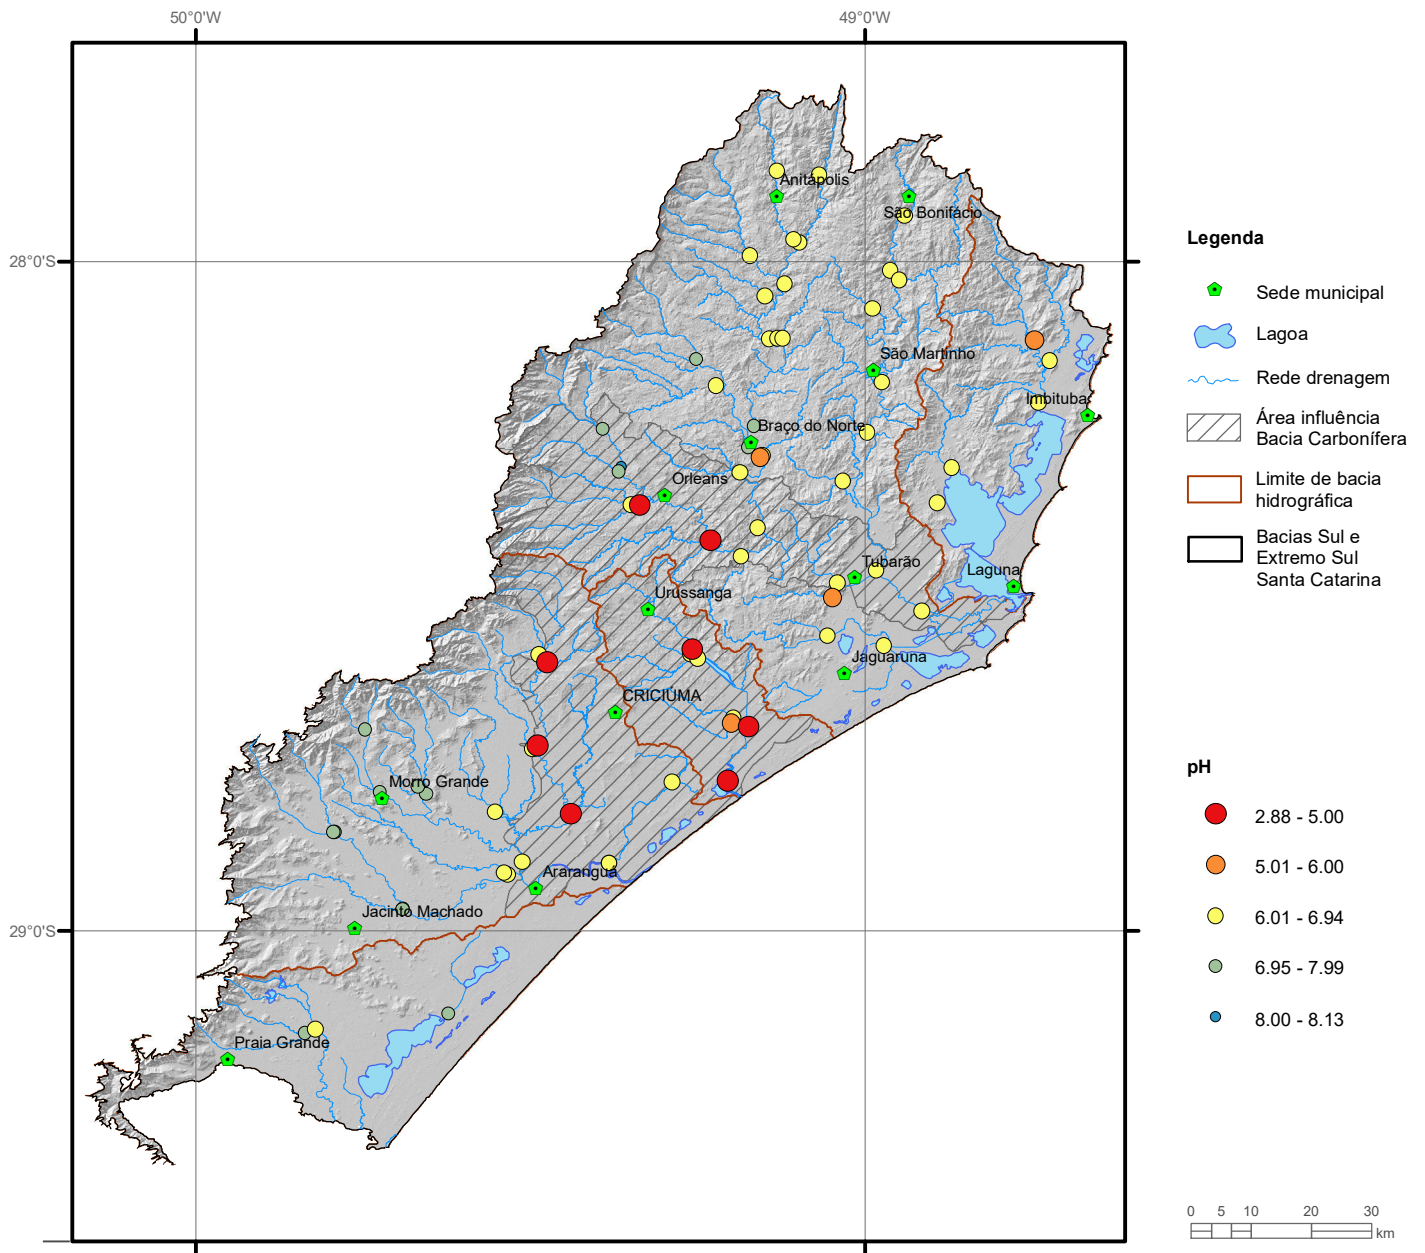 50°0'W
49°0'W
28°0'S
29°0'S
Anitápolis
São Bonifácio
São Martinho
Imbituba
Braço do Norte
Orleans
Tubarão
Laguna
Urussanga
Jaguaruna
CRICIÚMA
Morro Grande
Araranguá
Jacinto Machado
Praia Grande
Legenda
Sede municipal
Lagoa
Rede drenagem
Área influência
Bacia Carbonífera
Limite de bacia
hidrográfica
Bacias Sul e
Extremo Sul
Santa Catarina
pH
2.88 - 5.00
5.01 - 6.00
6.01 - 6.94
6.95 - 7.99
8.00 - 8.13
0 5 10 20 30
km